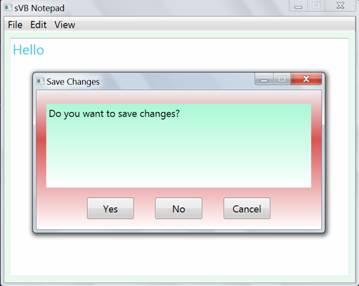 sVB Notepad
File Edit View
Hello
Save Changes
Do you want to save changes?
Yes No Cancel